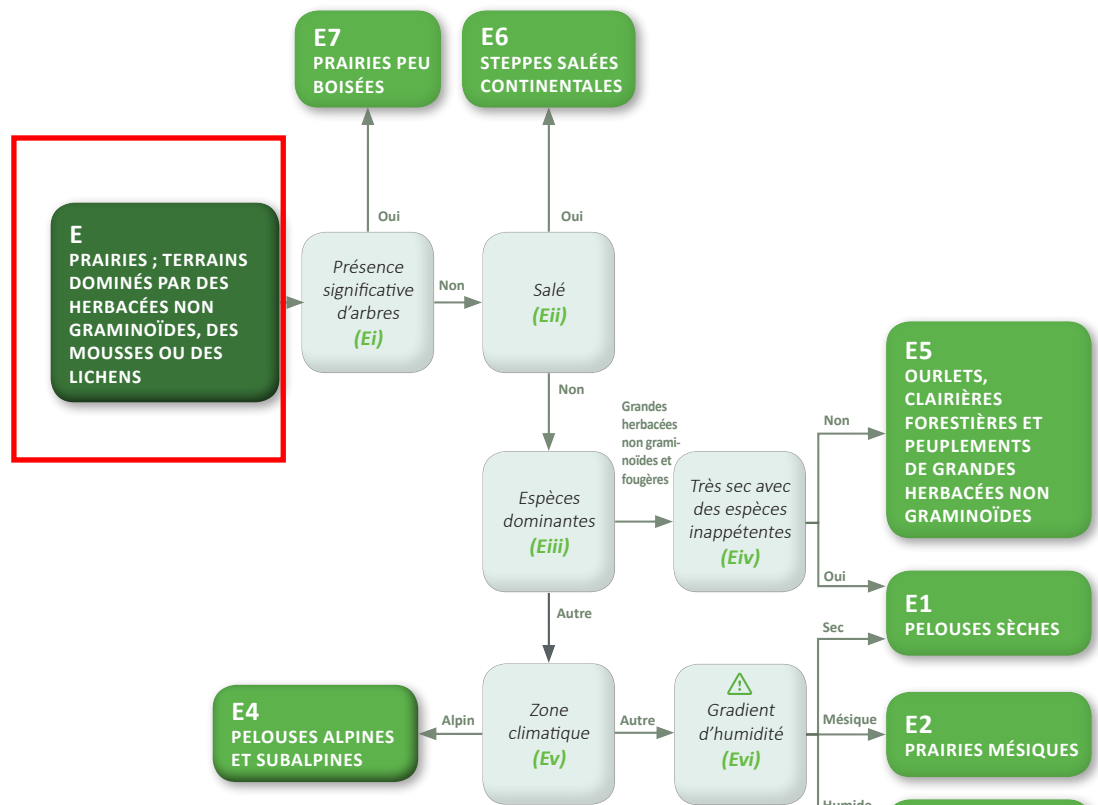 E7
PRAIRIES PEU
BOISÉES
E6
STEPPES SALÉES
CONTINENTALES
Oui
Oui
E
PRAIRIES ; TERRAINS
DOMINÉS PAR DES
HERBACÉES NON
GRAMINOÏDES, DES
MOUSSES OU DES
LICHENS
Présence
significative
d'arbres
(Ei)
Non
Salé
(Eii)
Non
Grandes
herbacées
non grami-
noïdes et
fougères
Espèces
dominantes
(Eiii)
Très sec avec
des espèces
inappétentes
(Eiv)
Non
E5
OURLETS,
CLAIRIÈRES
FORESTIÈRES ET
PEUPLEMENTS
DE GRANDES
HERBACÉES NON
GRAMINOÏDES
Oui
E1
PELOUSES SÈCHES
Autre
Sec
E4
PELOUSES ALPINES
ET SUBALPINES
Alpin
Zone
climatique
(Ev)
Autre
Gradient
d'humidité
(Evi)
Mésique
E2
PRAIRIES MÉSIQUES
Humide